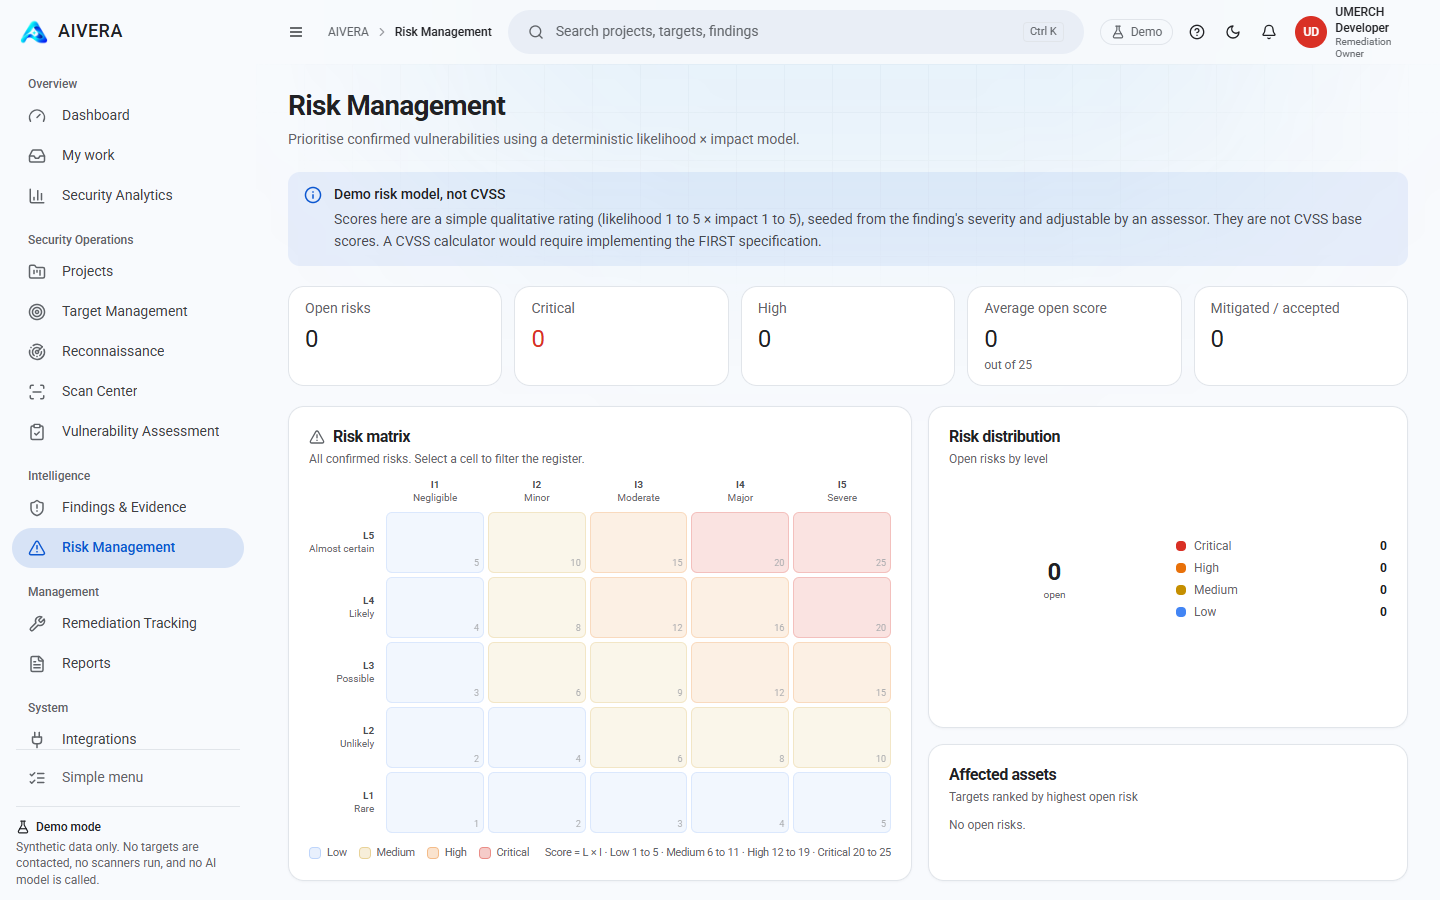 AIVERA
AIVERA > Risk Management
Search projects, targets, findings
Ctrl K
Demo
UD
UMERCH Developer
Remediation Owner
Overview
Dashboard
My work
Security Analytics
Security Operations
Projects
Target Management
Reconnaissance
Scan Center
Vulnerability Assessment
Intelligence
Findings & Evidence
Risk Management
Management
Remediation Tracking
Reports
System
Integrations
Simple menu
Demo mode
Synthetic data only. No targets are
contacted, no scanners run, and no AI
model is called.
Risk Management
Prioritise confirmed vulnerabilities using a deterministic likelihood × impact model.
Demo risk model, not CVSS
Scores here are a simple qualitative rating (likelihood 1 to 5 × impact 1 to 5), seeded from the finding's severity and adjustable by an assessor. They are not CVSS base
scores. A CVSS calculator would require implementing the FIRST specification.
Open risks
0
Critical
0
High
0
Average open score
0
out of 25
Mitigated / accepted
0
Risk matrix
All confirmed risks. Select a cell to filter the register.
I1 I2 I3 I4 I5
Negligible Minor Moderate Major Severe
L5
Almost certain
5 10 15 20 25
L4
Likely
4 8 12 16 20
L3
Possible
3 6 9 12 15
L2
Unlikely
2 4 6 8 10
L1
Rare
1 2 3 4 5
Low Medium High Critical Score = L × I · Low 1 to 5 · Medium 6 to 11 · High 12 to 19 · Critical 20 to 25
Risk distribution
Open risks by level
0
open
Critical 0
High 0
Medium 0
Low 0
Affected assets
Targets ranked by highest open risk
No open risks.